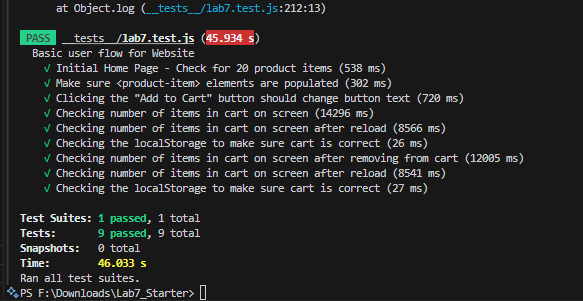 at Object.log (__tests__/lab7.test.js:212:13)
PASS __tests__/lab7.test.js (45.934 s)
Basic user flow for Website
√ Initial Home Page - Check for 20 product items (538 ms)
√ Make sure <product-item> elements are populated (302 ms)
√ Clicking the "Add to Cart" button should change button text (720 ms)
√ Checking number of items in cart on screen (14296 ms)
√ Checking number of items in cart on screen after reload (8566 ms)
√ Checking the localStorage to make sure cart is correct (26 ms)
√ Checking number of items in cart on screen after removing from cart (12005 ms)
√ Checking number of items in cart on screen after reload (8541 ms)
√ Checking the localStorage to make sure cart is correct (27 ms)
Test Suites: 1 passed, 1 total
Tests: 9 passed, 9 total
Snapshots: 0 total
Time: 46.033 s
Ran all test suites.
PS F:\Downloads\Lab7_Starter>